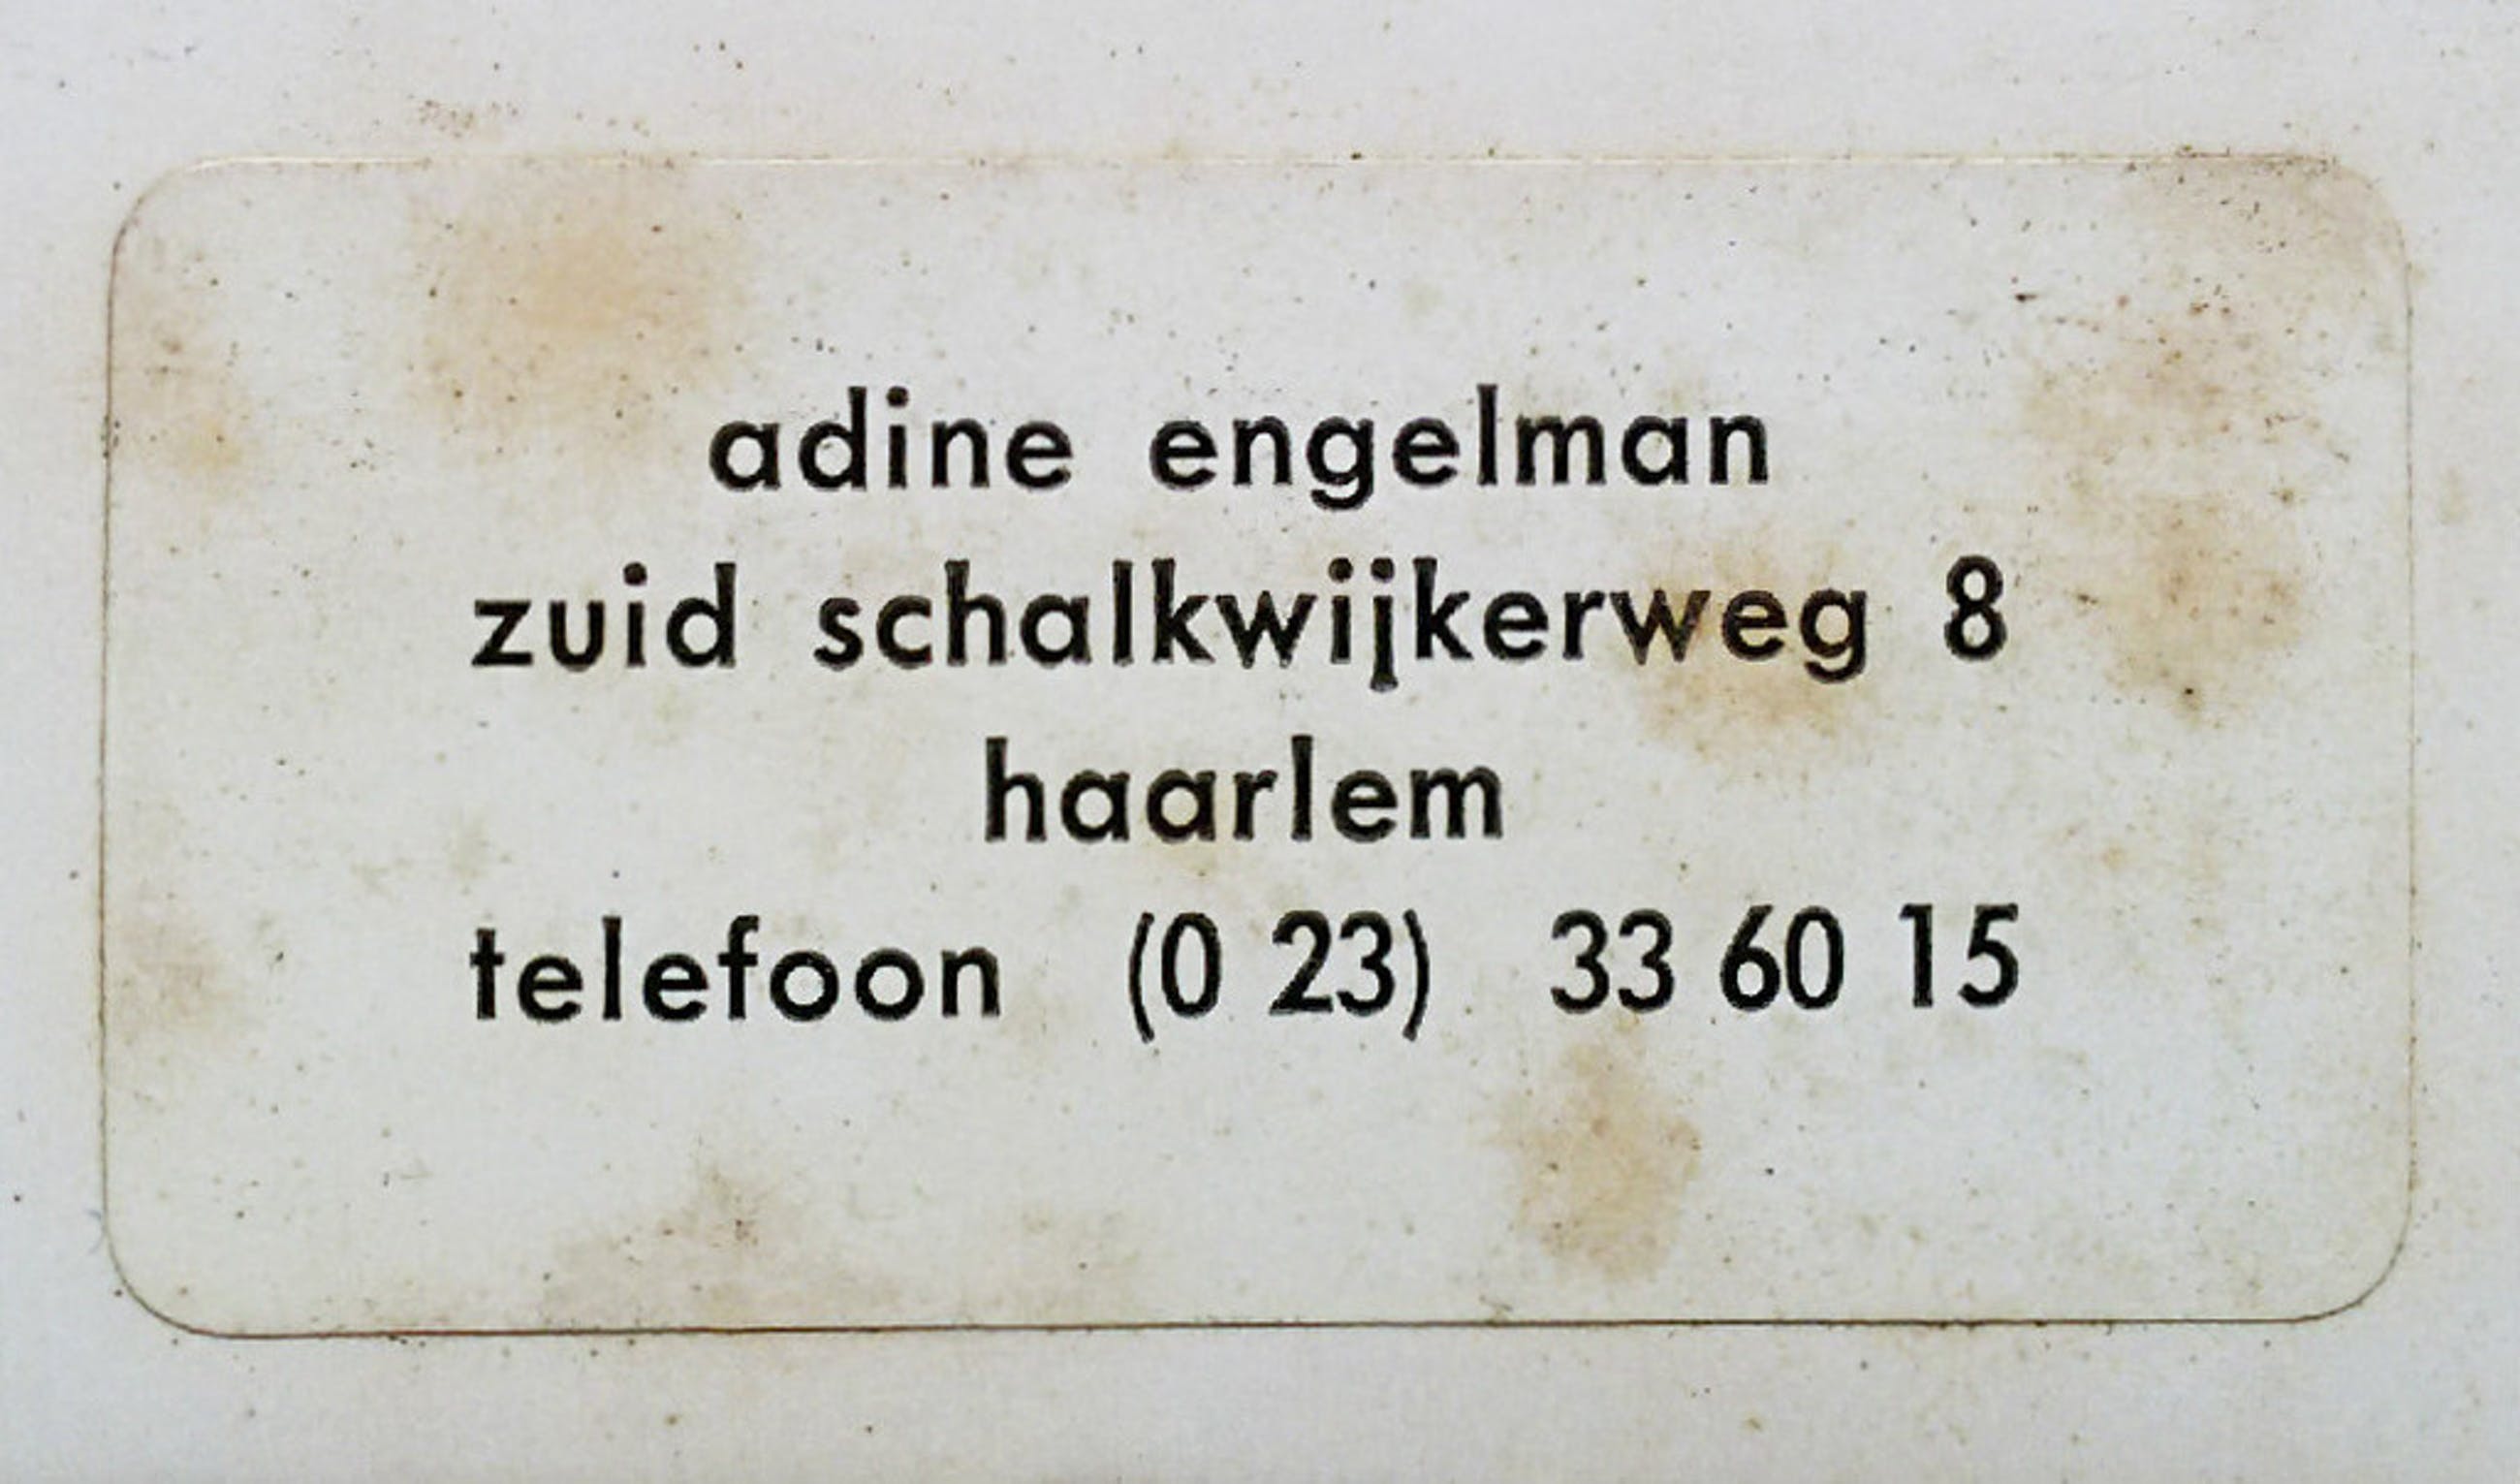 adine engelman
zuid schalkwijkerweg 8
haarlem
telefoon (0 23) 33 60 15